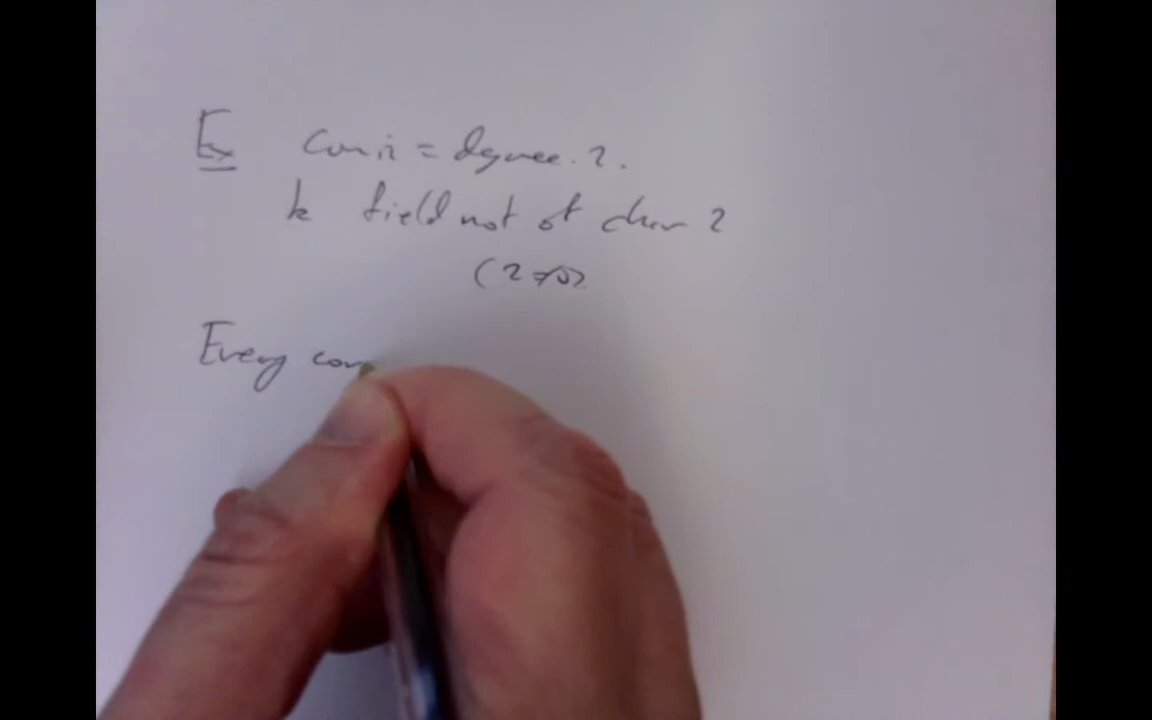 Ex Conic = degree. 2.
k field not of char 2
(2 ≠ 0).
Every con